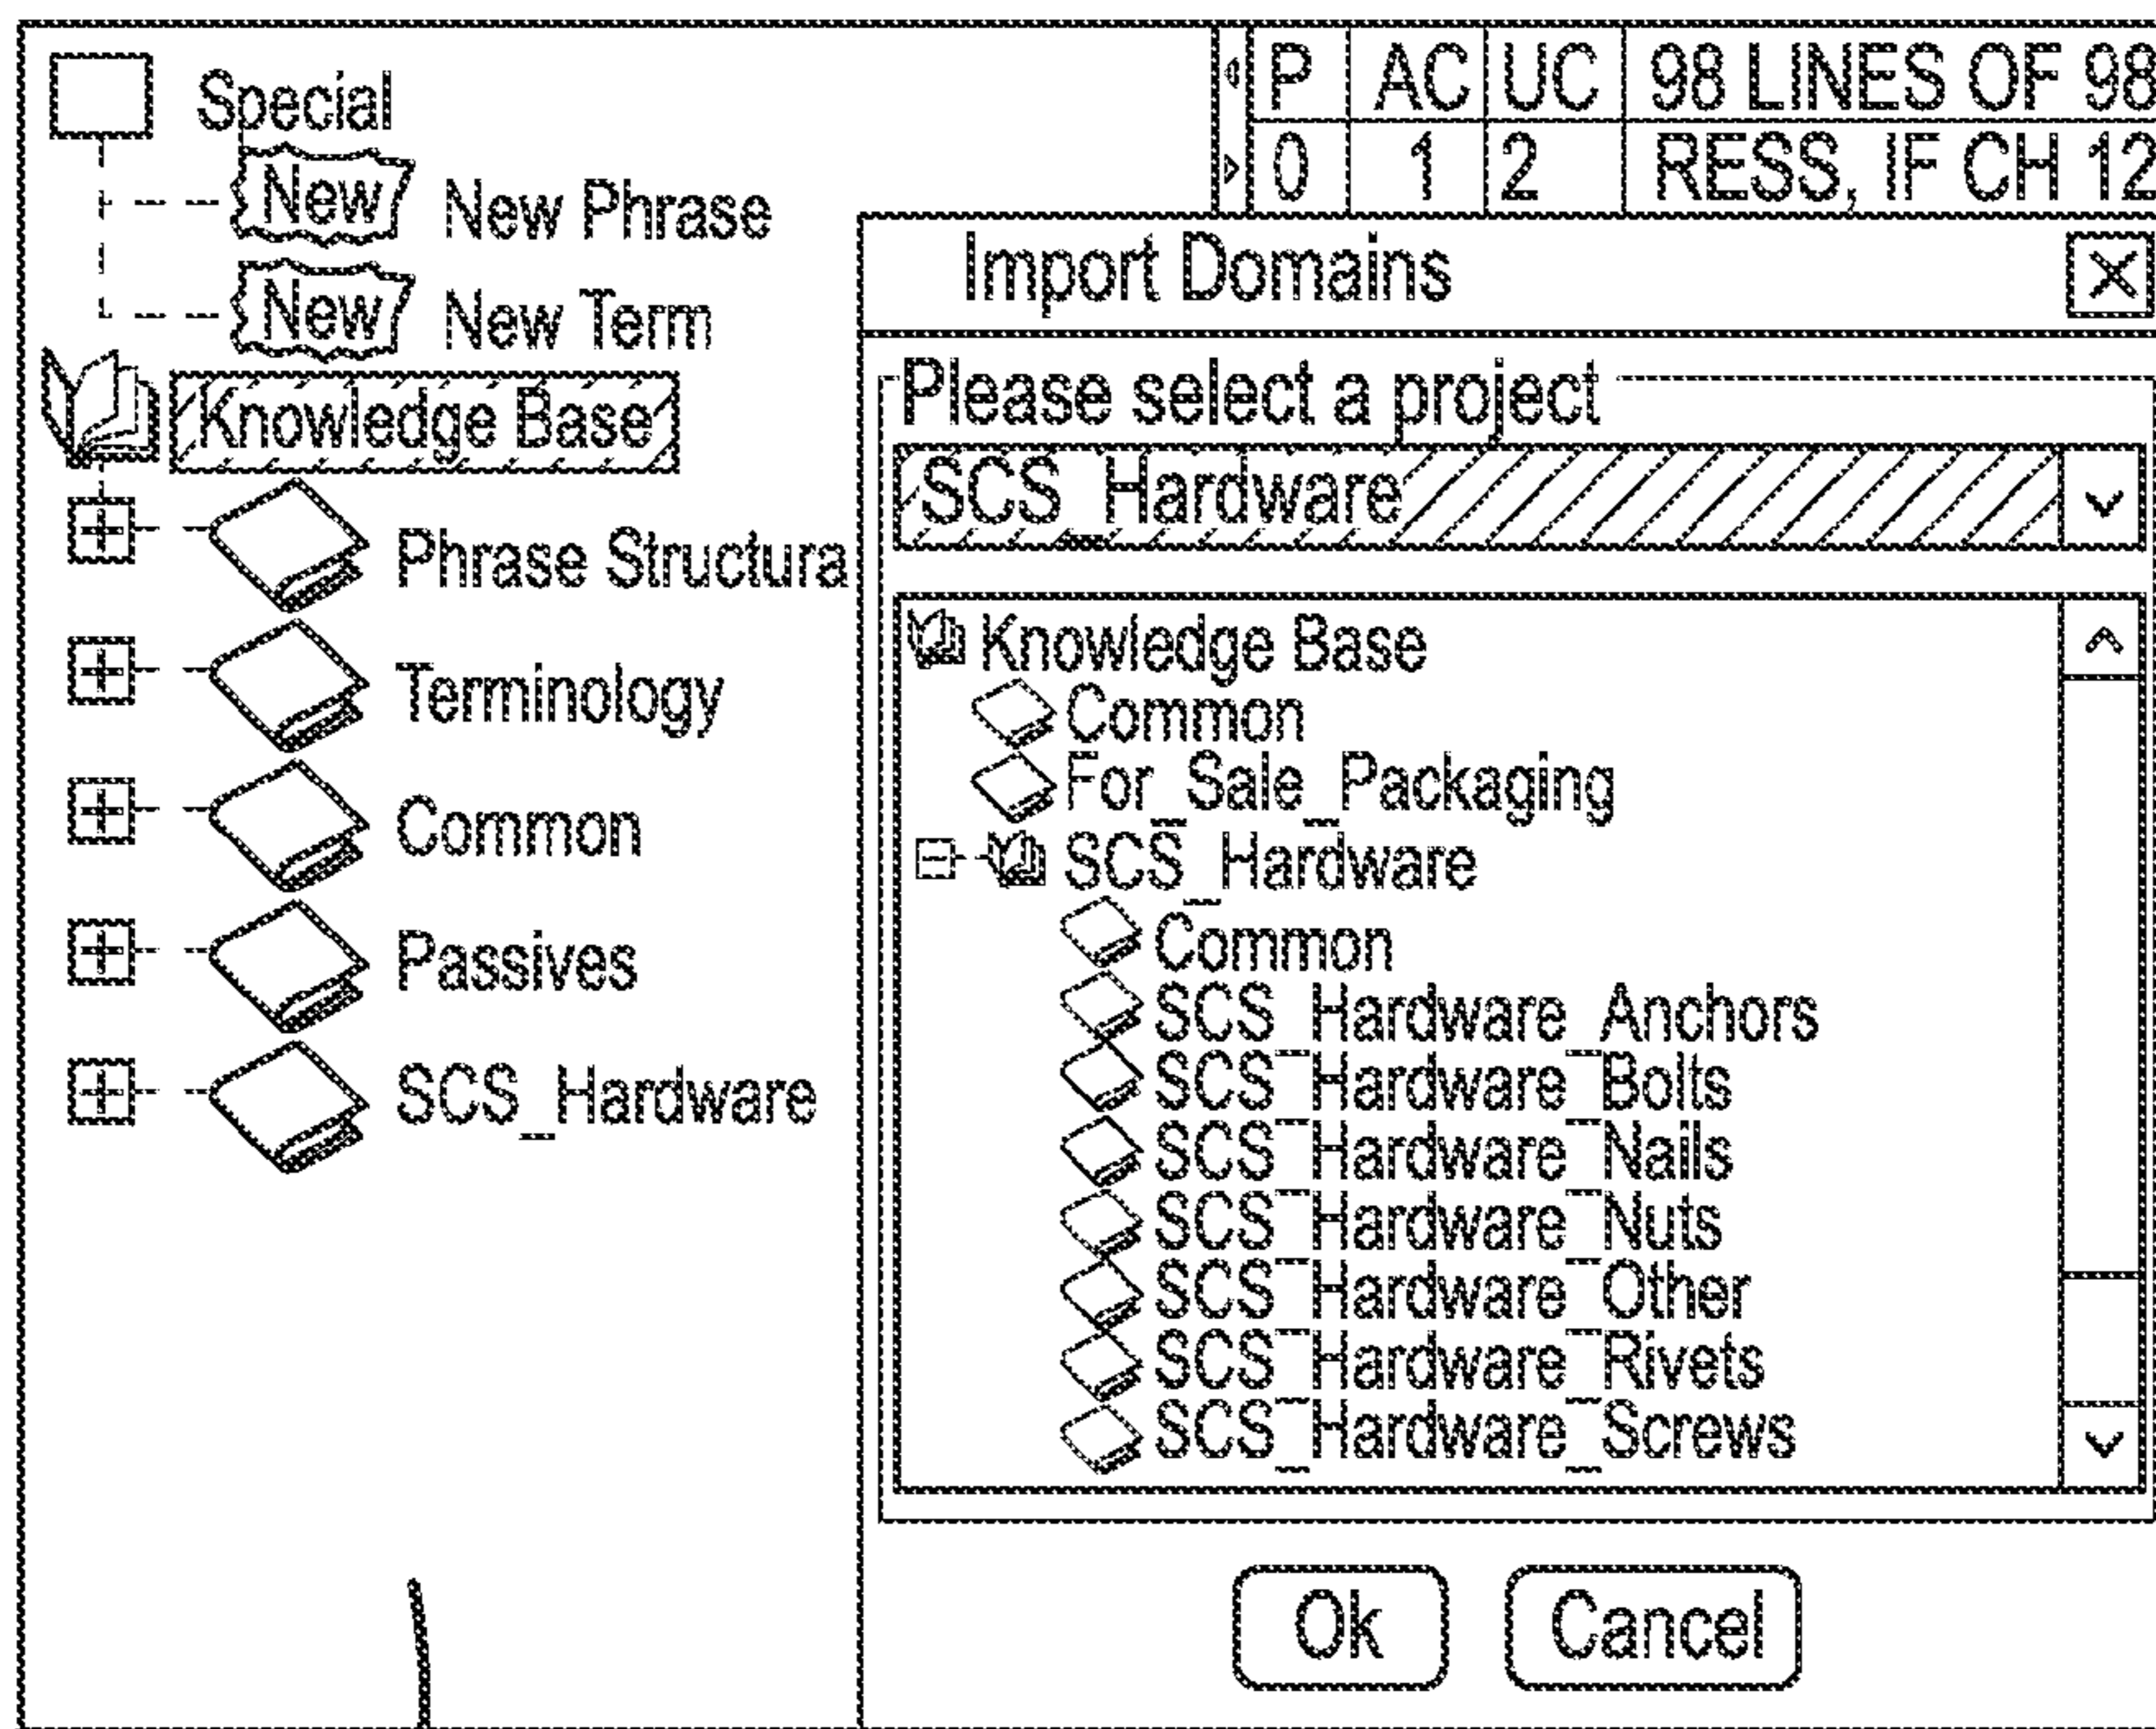 Special
New New Phrase
New New Term
Knowledge Base
Phrase Structura
Terminology
Common
Passives
SCS_Hardware
P AC UC 98 LINES OF 98
0 1 2 RESS, IF CH 12
Import Domains
Please select a project
SCS_Hardware
Knowledge Base
Common
For_Sale_Packaging
SCS_Hardware
Common
SCS_Hardware_Anchors
SCS_Hardware_Bolts
SCS_Hardware_Nails
SCS_Hardware_Nuts
SCS_Hardware_Other
SCS_Hardware_Rivets
SCS_Hardware_Screws
Ok Cancel